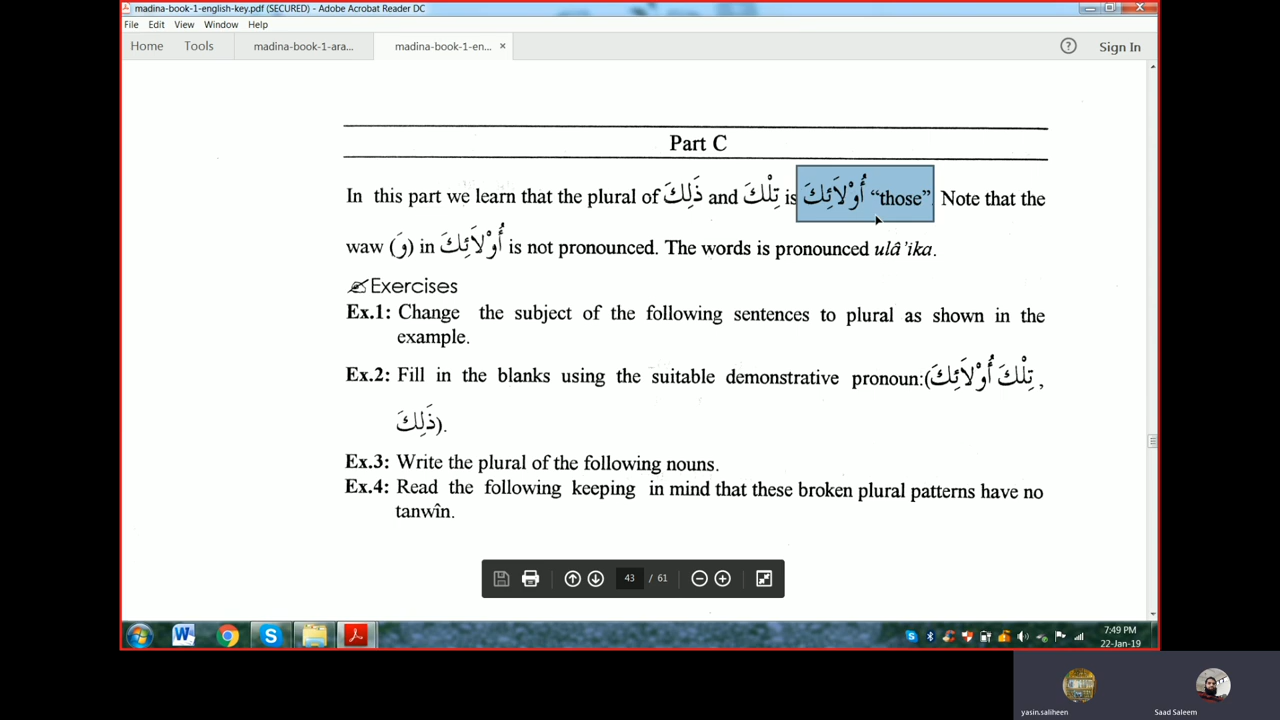 madina-book-1-english-key.pdf (SECURED) - Adobe Acrobat Reader DC
File Edit View Window Help
Home Tools madina-book-1-ara... madina-book-1-en... × ? Sign In
Part C
In this part we learn that the plural of ذَلِكَ and تِلْكَ is أُوْلَائِكَ “those”. Note that the
waw (وَ) in أُوْلَائِكَ is not pronounced. The words is pronounced ulâ’ika.
Exercises
Ex.1: Change the subject of the following sentences to plural as shown in the
example.
Ex.2: Fill in the blanks using the suitable demonstrative pronoun:(تِلْكَ أُوْلَائِكَ ,
ذَلِكَ).
Ex.3: Write the plural of the following nouns.
Ex.4: Read the following keeping in mind that these broken plural patterns have no
tanwîn.
43 / 61
7:49 PM
22-Jan-19
yasin.saliheen Saad Saleem